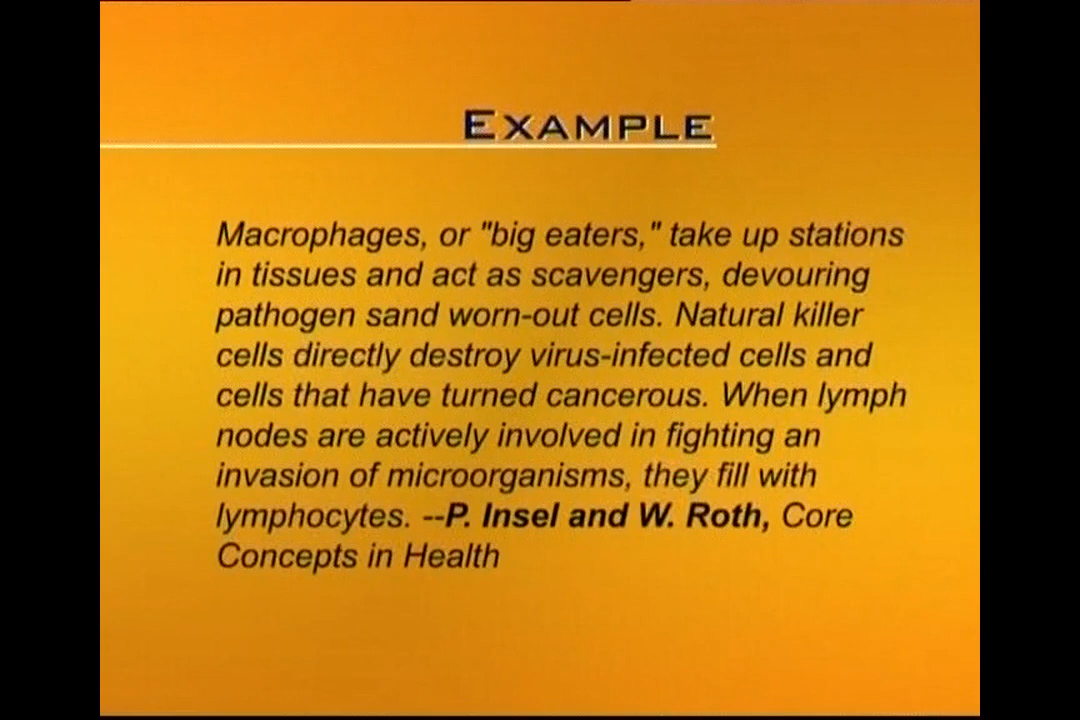 EXAMPLE
Macrophages, or "big eaters," take up stations
in tissues and act as scavengers, devouring
pathogen sand worn-out cells. Natural killer
cells directly destroy virus-infected cells and
cells that have turned cancerous. When lymph
nodes are actively involved in fighting an
invasion of microorganisms, they fill with
lymphocytes. --P. Insel and W. Roth, Core
Concepts in Health